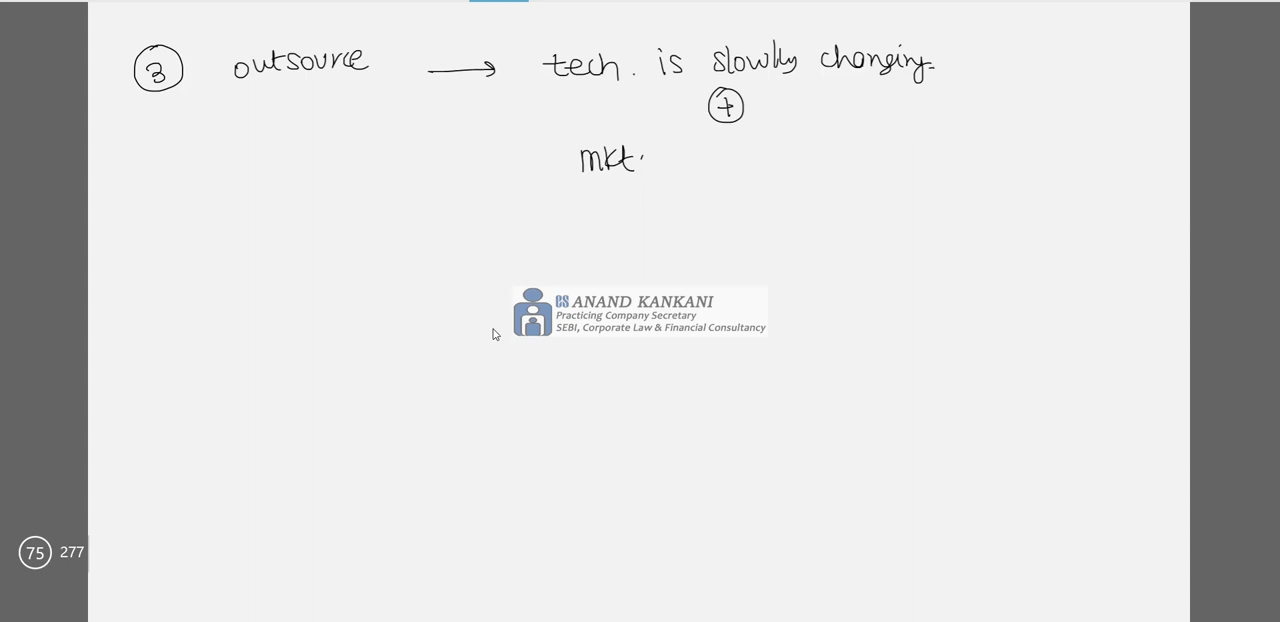 3 outsource → tech. is slowly changing.
+
mkt.
CS ANAND KANKANI
Practicing Company Secretary
SEBI, Corporate Law & Financial Consultancy
75 277